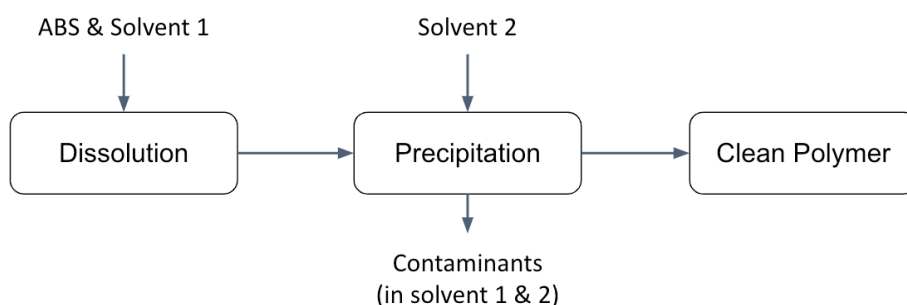 ABS & Solvent 1
Solvent 2
Dissolution
Precipitation
Clean Polymer
Contaminants
(in solvent 1 & 2)